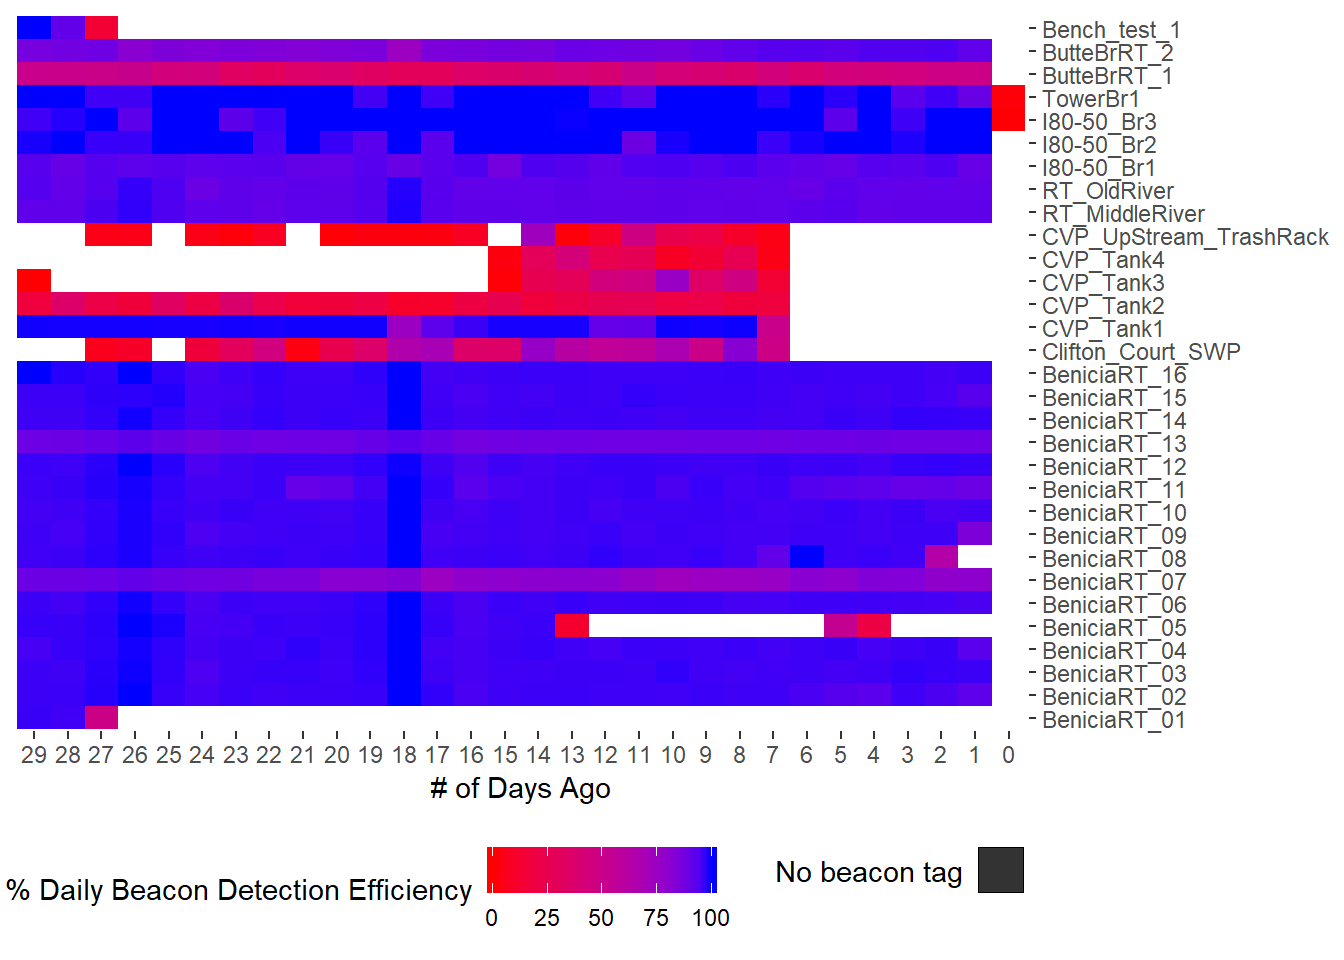 Bench_test_1
ButteBrRT_2
ButteBrRT_1
TowerBr1
I80-50_Br3
I80-50_Br2
I80-50_Br1
RT_OldRiver
RT_MiddleRiver
CVP_UpStream_TrashRack
CVP_Tank4
CVP_Tank3
CVP_Tank2
CVP_Tank1
Clifton_Court_SWP
BeniciaRT_16
BeniciaRT_15
BeniciaRT_14
BeniciaRT_13
BeniciaRT_12
BeniciaRT_11
BeniciaRT_10
BeniciaRT_09
BeniciaRT_08
BeniciaRT_07
BeniciaRT_06
BeniciaRT_05
BeniciaRT_04
BeniciaRT_03
BeniciaRT_02
BeniciaRT_01
29 28 27 26 25 24 23 22 21 20 19 18 17 16 15 14 13 12 11 10 9 8 7 6 5 4 3 2 1 0
# of Days Ago
% Daily Beacon Detection Efficiency
0 25 50 75 100
No beacon tag